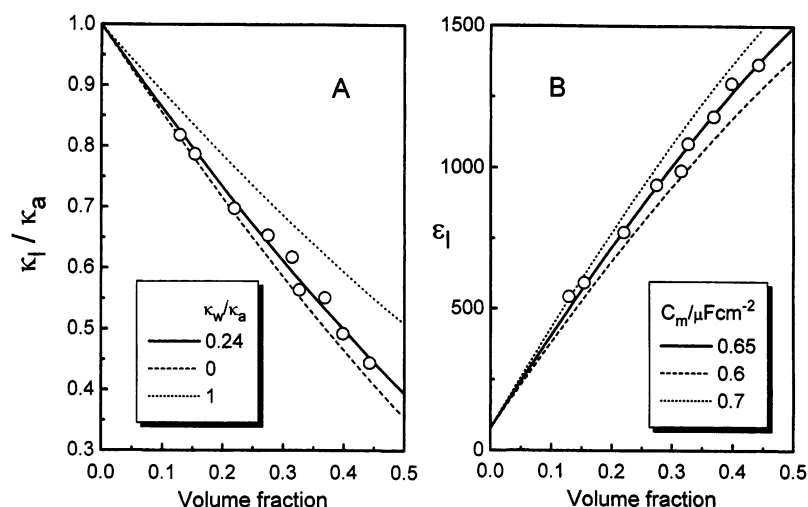 A
κl / κa
1.0
0.9
0.8
0.7
0.6
0.5
0.4
0.3
κw/κa
0.24
0
1
0.0 0.1 0.2 0.3 0.4 0.5
Volume fraction
B
εl
1500
1000
500
0
Cm/μFcm-2
0.65
0.6
0.7
0.0 0.1 0.2 0.3 0.4 0.5
Volume fraction